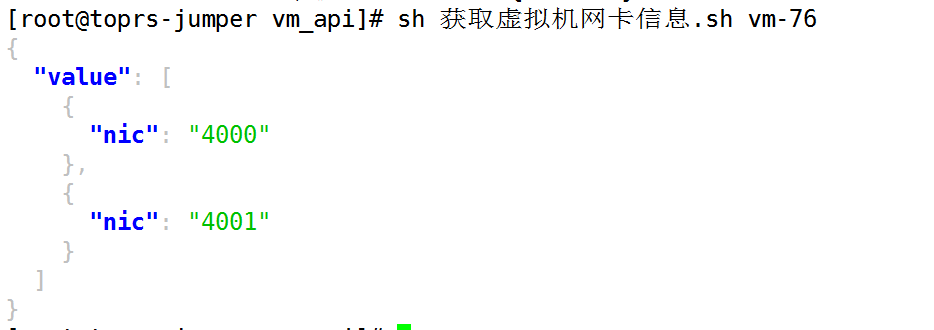 [root@toprs-jumper vm_api]# sh 获取虚拟机网卡信息.sh vm-76
{
  "value": [
    {
      "nic": "4000"
    },
    {
      "nic": "4001"
    }
  ]
}